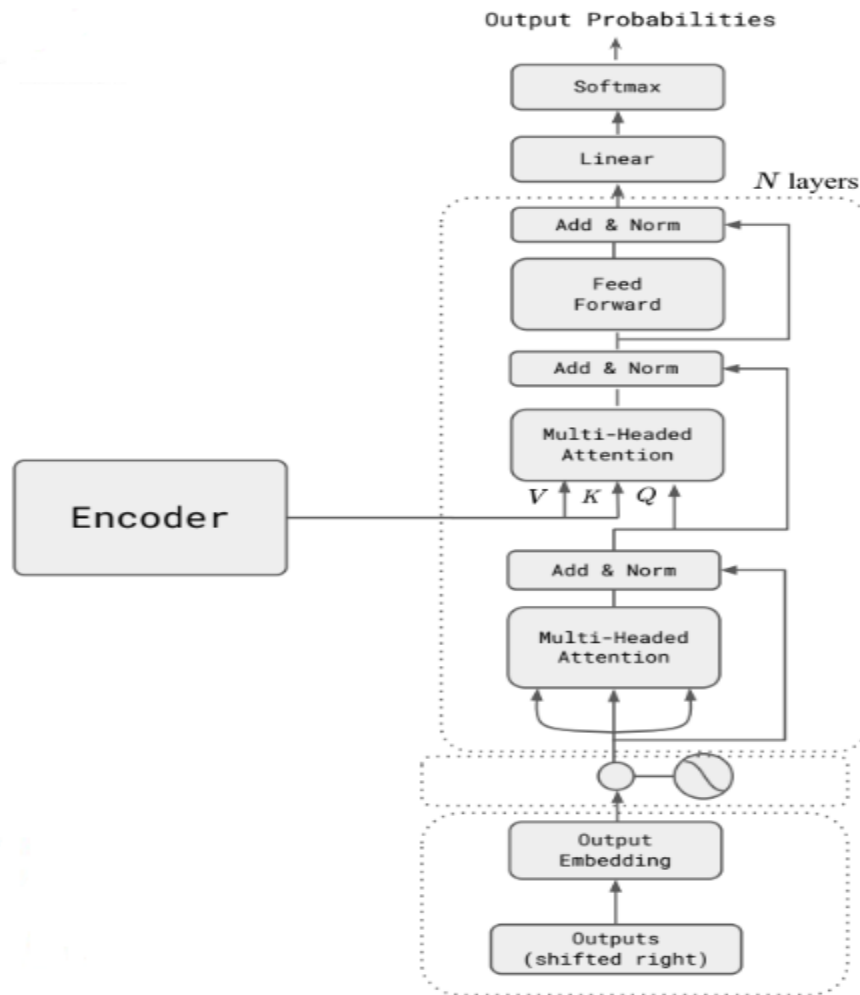 Output Probabilities
Softmax
Linear
N layers
Add & Norm
Feed
Forward
Add & Norm
Multi-Headed
Attention
V K Q
Encoder
Add & Norm
Multi-Headed
Attention
Output
Embedding
Outputs
(shifted right)